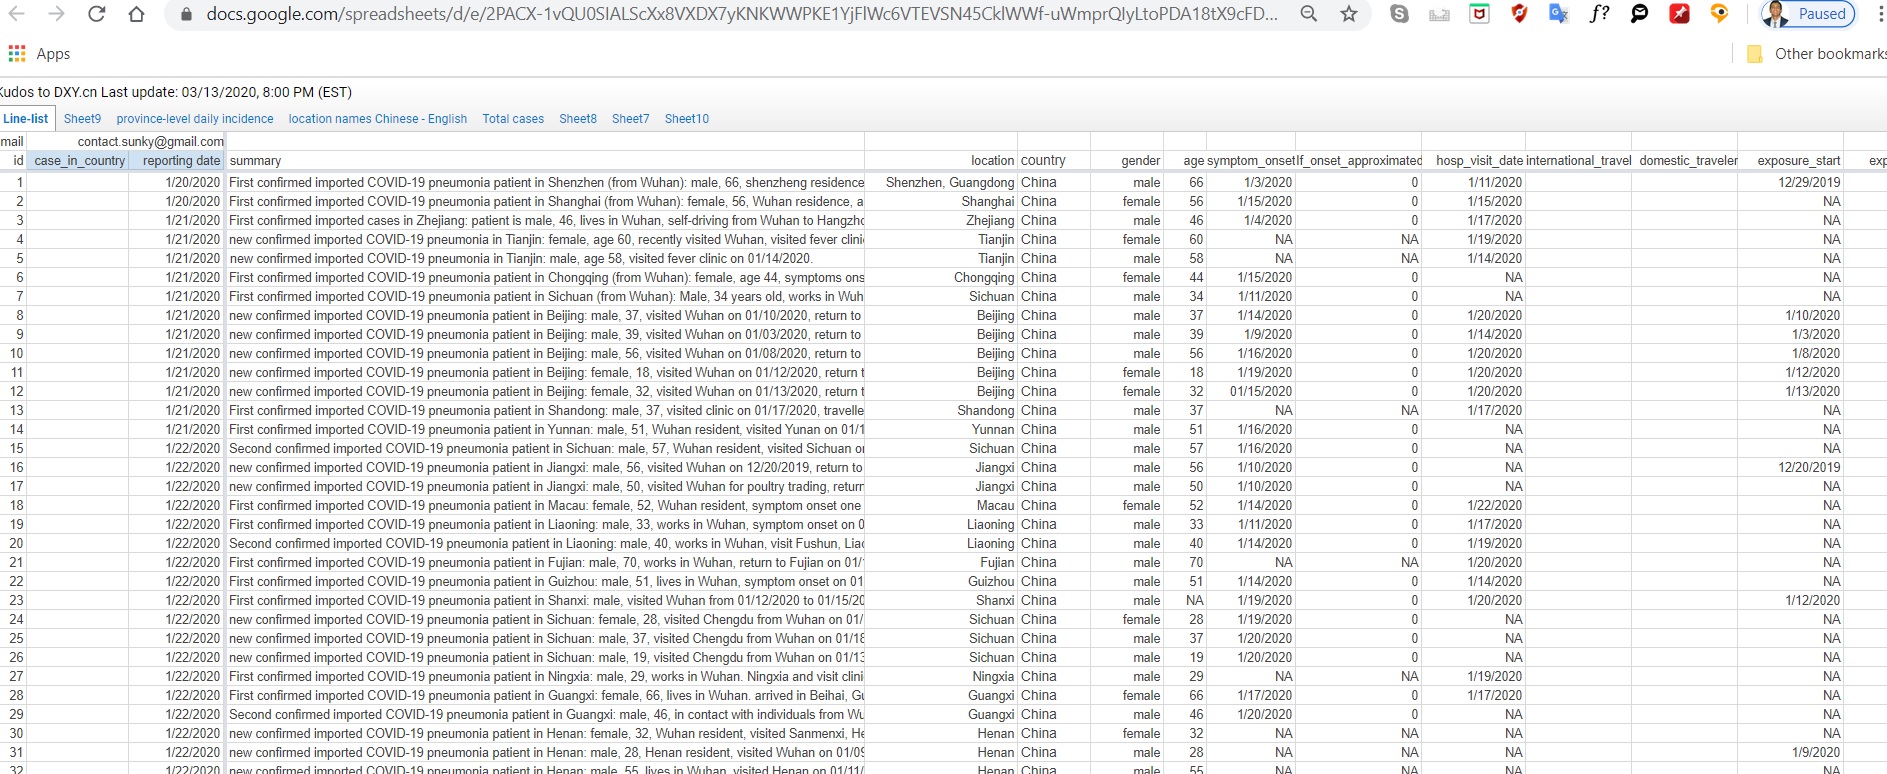 docs.google.com/spreadsheets/d/e/2PACX-1vQU0SIALScXx8VXDX7yKNKWWPKE1YjFlWc6VTEVSN45CklWWf-uWmprQlyLtoPDA18tX9cFD... f? Paused
Apps Other bookmarks
Kudos to DXY.cn Last update: 03/13/2020, 8:00 PM (EST)
Line-list Sheet9 province-level daily incidence location names Chinese - English Total cases Sheet8 Sheet7 Sheet10
mail contact.sunky@gmail.com
id case_in_country reporting date summary location country gender age symptom_onset If_onset_approximated hosp_visit_date international_travel domestic_traveler exposure_start exp
1 1/20/2020 First confirmed imported COVID-19 pneumonia patient in Shenzhen (from Wuhan): male, 66, shenzheng residence Shenzhen, Guangdong China male 66 1/3/2020 0 1/11/2020 12/29/2019
2 1/20/2020 First confirmed imported COVID-19 pneumonia patient in Shanghai (from Wuhan): female, 56, Wuhan residence, a Shanghai China female 56 1/15/2020 0 1/15/2020 NA
3 1/21/2020 First confirmed imported cases in Zhejiang: patient is male, 46, lives in Wuhan, self-driving from Wuhan to Hangzho Zhejiang China male 46 1/4/2020 0 1/17/2020 NA
4 1/21/2020 new confirmed imported COVID-19 pneumonia in Tianjin: female, age 60, recently visited Wuhan, visited fever clini Tianjin China female 60 NA NA 1/19/2020 NA
5 1/21/2020 new confirmed imported COVID-19 pneumonia in Tianjin: male, age 58, visited fever clinic on 01/14/2020. Tianjin China male 58 NA NA 1/14/2020 NA
6 1/21/2020 First confirmed imported COVID-19 pneumonia patient in Chongqing (from Wuhan): female, age 44, symptoms ons Chongqing China female 44 1/15/2020 0 NA NA
7 1/21/2020 First confirmed imported COVID-19 pneumonia patient in Sichuan (from Wuhan): Male, 34 years old, works in Wuh Sichuan China male 34 1/11/2020 0 NA NA
8 1/21/2020 new confirmed imported COVID-19 pneumonia patient in Beijing: male, 37, visited Wuhan on 01/10/2020, return to Beijing China male 37 1/14/2020 0 1/20/2020 1/10/2020
9 1/21/2020 new confirmed imported COVID-19 pneumonia patient in Beijing: male, 39, visited Wuhan on 01/03/2020, return to Beijing China male 39 1/9/2020 0 1/14/2020 1/3/2020
10 1/21/2020 new confirmed imported COVID-19 pneumonia patient in Beijing: male, 56, visited Wuhan on 01/08/2020, return to Beijing China male 56 1/16/2020 0 1/20/2020 1/8/2020
11 1/21/2020 new confirmed imported COVID-19 pneumonia patient in Beijing: female, 18, visited Wuhan on 01/12/2020, return t Beijing China female 18 1/19/2020 0 1/20/2020 1/12/2020
12 1/21/2020 new confirmed imported COVID-19 pneumonia patient in Beijing: female, 32, visited Wuhan on 01/13/2020, return t Beijing China female 32 01/15/2020 0 1/20/2020 1/13/2020
13 1/21/2020 First confirmed imported COVID-19 pneumonia patient in Shandong: male, 37, visited clinic on 01/17/2020, travelle Shandong China male 37 NA NA 1/17/2020 NA
14 1/21/2020 First confirmed imported COVID-19 pneumonia patient in Yunnan: male, 51, Wuhan resident, visited Yunan on 01/1 Yunnan China male 51 1/16/2020 0 NA NA
15 1/22/2020 Second confirmed imported COVID-19 pneumonia patient in Sichuan: male, 57, Wuhan resident, visited Sichuan on Sichuan China male 57 1/16/2020 0 NA NA
16 1/22/2020 new confirmed imported COVID-19 pneumonia patient in Jiangxi: male, 56, visited Wuhan on 12/20/2019, return to Jiangxi China male 56 1/10/2020 0 NA 12/20/2019
17 1/22/2020 new confirmed imported COVID-19 pneumonia patient in Jiangxi: male, 50, visited Wuhan for poultry trading, return Jiangxi China male 50 1/10/2020 0 NA NA
18 1/22/2020 First confirmed imported COVID-19 pneumonia patient in Macau: female, 52, Wuhan resident, symptom onset one Macau China female 52 1/14/2020 0 1/22/2020 NA
19 1/22/2020 First confirmed imported COVID-19 pneumonia patient in Liaoning: male, 33, works in Wuhan, symptom onset on 0 Liaoning China male 33 1/11/2020 0 1/17/2020 NA
20 1/22/2020 Second confirmed imported COVID-19 pneumonia patient in Liaoning: male, 40, works in Wuhan, visit Fushun, Liao Liaoning China male 40 1/14/2020 0 1/19/2020 NA
21 1/22/2020 First confirmed imported COVID-19 pneumonia patient in Fujian: male, 70, works in Wuhan, return to Fujian on 01/ Fujian China male 70 NA NA 1/20/2020 NA
22 1/22/2020 First confirmed imported COVID-19 pneumonia patient in Guizhou: male, 51, lives in Wuhan, symptom onset on 01 Guizhou China male 51 1/14/2020 0 1/14/2020 NA
23 1/22/2020 First confirmed imported COVID-19 pneumonia patient in Shanxi: male, visited Wuhan from 01/12/2020 to 01/15/20 Shanxi China male NA 1/19/2020 0 1/20/2020 1/12/2020
24 1/22/2020 new confirmed imported COVID-19 pneumonia patient in Sichuan: female, 28, visited Chengdu from Wuhan on 01/ Sichuan China female 28 1/19/2020 0 NA NA
25 1/22/2020 new confirmed imported COVID-19 pneumonia patient in Sichuan: male, 37, visited Chengdu from Wuhan on 01/18 Sichuan China male 37 1/20/2020 0 NA NA
26 1/22/2020 new confirmed imported COVID-19 pneumonia patient in Sichuan: male, 19, visited Chengdu from Wuhan on 01/13 Sichuan China male 19 1/20/2020 0 NA NA
27 1/22/2020 First confirmed imported COVID-19 pneumonia patient in Ningxia: male, 29, works in Wuhan. Ningxia and visit clini Ningxia China male 29 NA NA 1/19/2020 NA
28 1/22/2020 First confirmed imported COVID-19 pneumonia patient in Guangxi: female, 66, lives in Wuhan. arrived in Beihai, Gu Guangxi China female 66 1/17/2020 0 1/17/2020 NA
29 1/22/2020 Second confirmed imported COVID-19 pneumonia patient in Guangxi: male, 46, in contact with individuals from Wu Guangxi China male 46 1/20/2020 0 NA NA
30 1/22/2020 new confirmed imported COVID-19 pneumonia patient in Henan: female, 32, Wuhan resident, visited Sanmenxi, He Henan China female 32 NA NA NA NA
31 1/22/2020 new confirmed imported COVID-19 pneumonia patient in Henan: male, 28, Henan resident, visited Wuhan on 01/09 Henan China male 28 NA NA NA 1/9/2020
32 1/22/2020 new confirmed imported COVID-19 pneumonia patient in Henan: male, 55, lives in Wuhan, visited Henan on 01/11/ Henan China male 55 NA NA NA NA